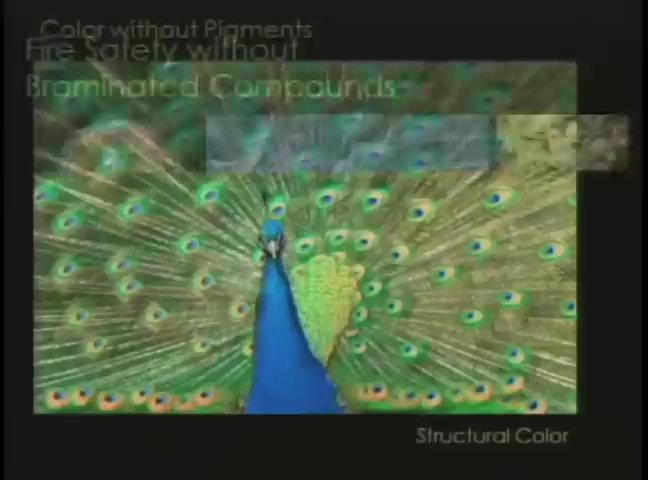 Color without Pigments
Fire Safety without
Brominated Compounds
Structural Color